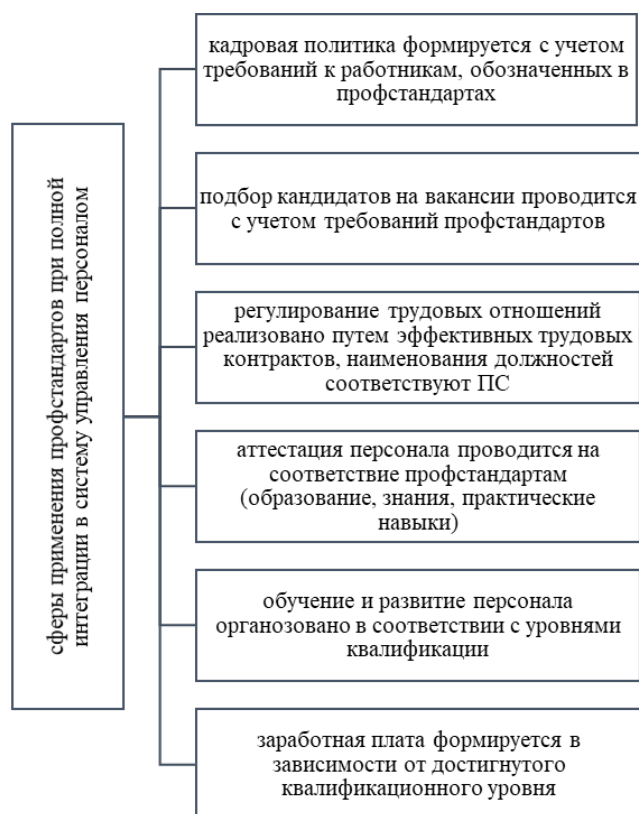 сферы применения профстандартов при полной
интеграции в систему управления персоналом
кадровая политика формируется с учетом
требований к работникам, обозначенных в
профстандартах
подбор кандидатов на вакансии проводится
с учетом требований профстандартов
регулирование трудовых отношений
реализовано путем эффективных трудовых
контрактов, наименования должностей
соответствуют ПС
аттестация персонала проводится на
соответствие профстандартам
(образование, знания, практические
навыки)
обучение и развитие персонала
органозовано в соответствии с уровнями
квалификации
заработная плата формируется в
зависимости от достигнутого
квалификационного уровня